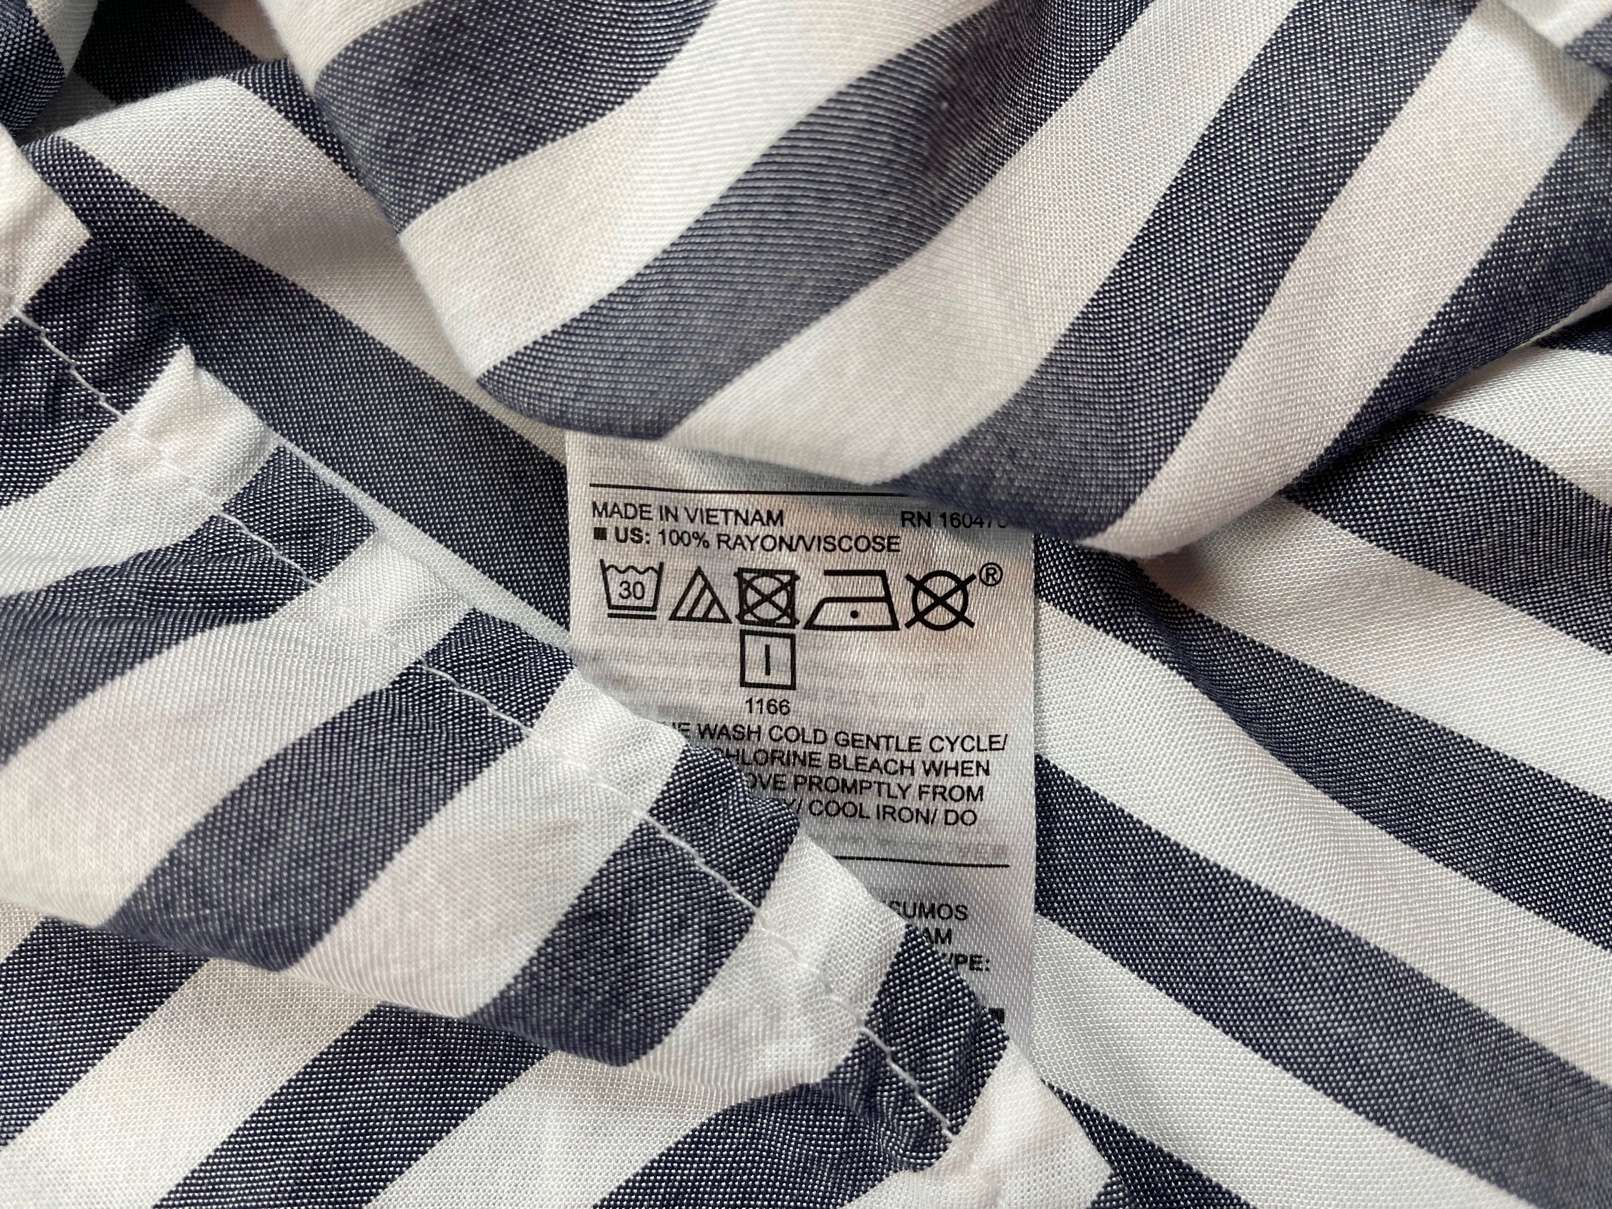 MADE IN VIETNAM RN 16047
■ US: 100% RAYON/VISCOSE
30 ®
1166
WASH COLD GENTLE CYCLE/
CHLORINE BLEACH WHEN
PROMPTLY FROM
COOL IRON/ DO